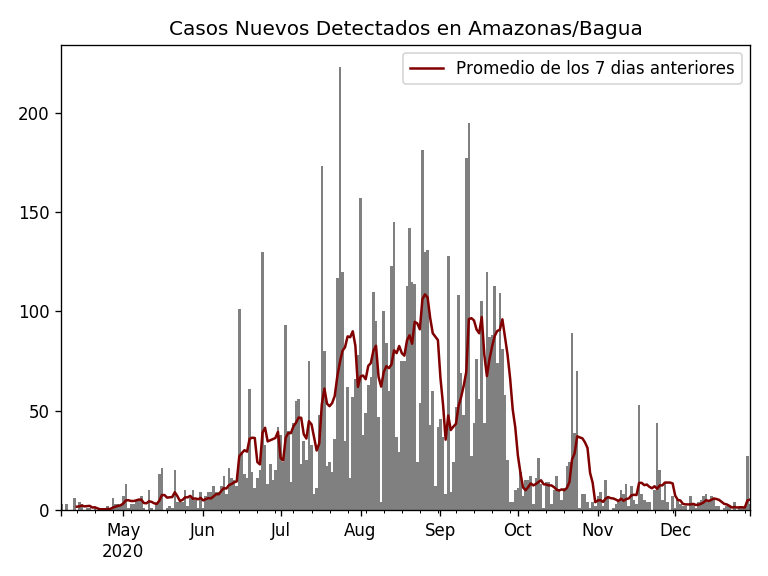 Casos Nuevos Detectados en Amazonas/Bagua
Promedio de los 7 dias anteriores
200
150
100
50
0
May Jun Jul Aug Sep Oct Nov Dec
2020